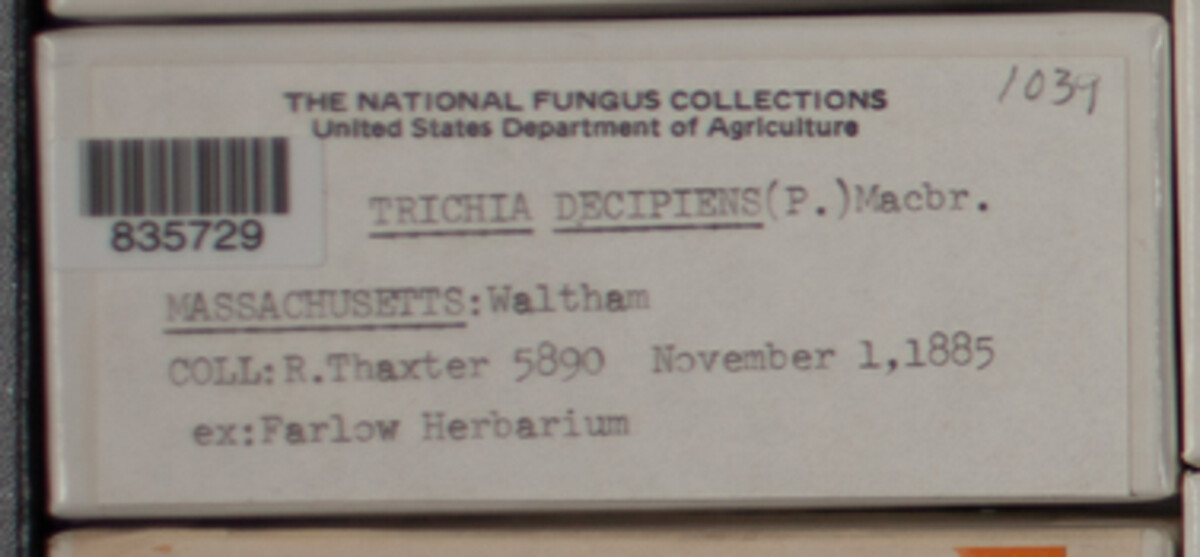 1039
THE NATIONAL FUNGUS COLLECTIONS
United States Department of Agriculture
835729
TRICHIA DECIPIENS(P.)Macbr.
MASSACHUSETTS:Waltham
COLL:R.Thaxter 5890 November 1,1885
ex:Farlow Herbarium